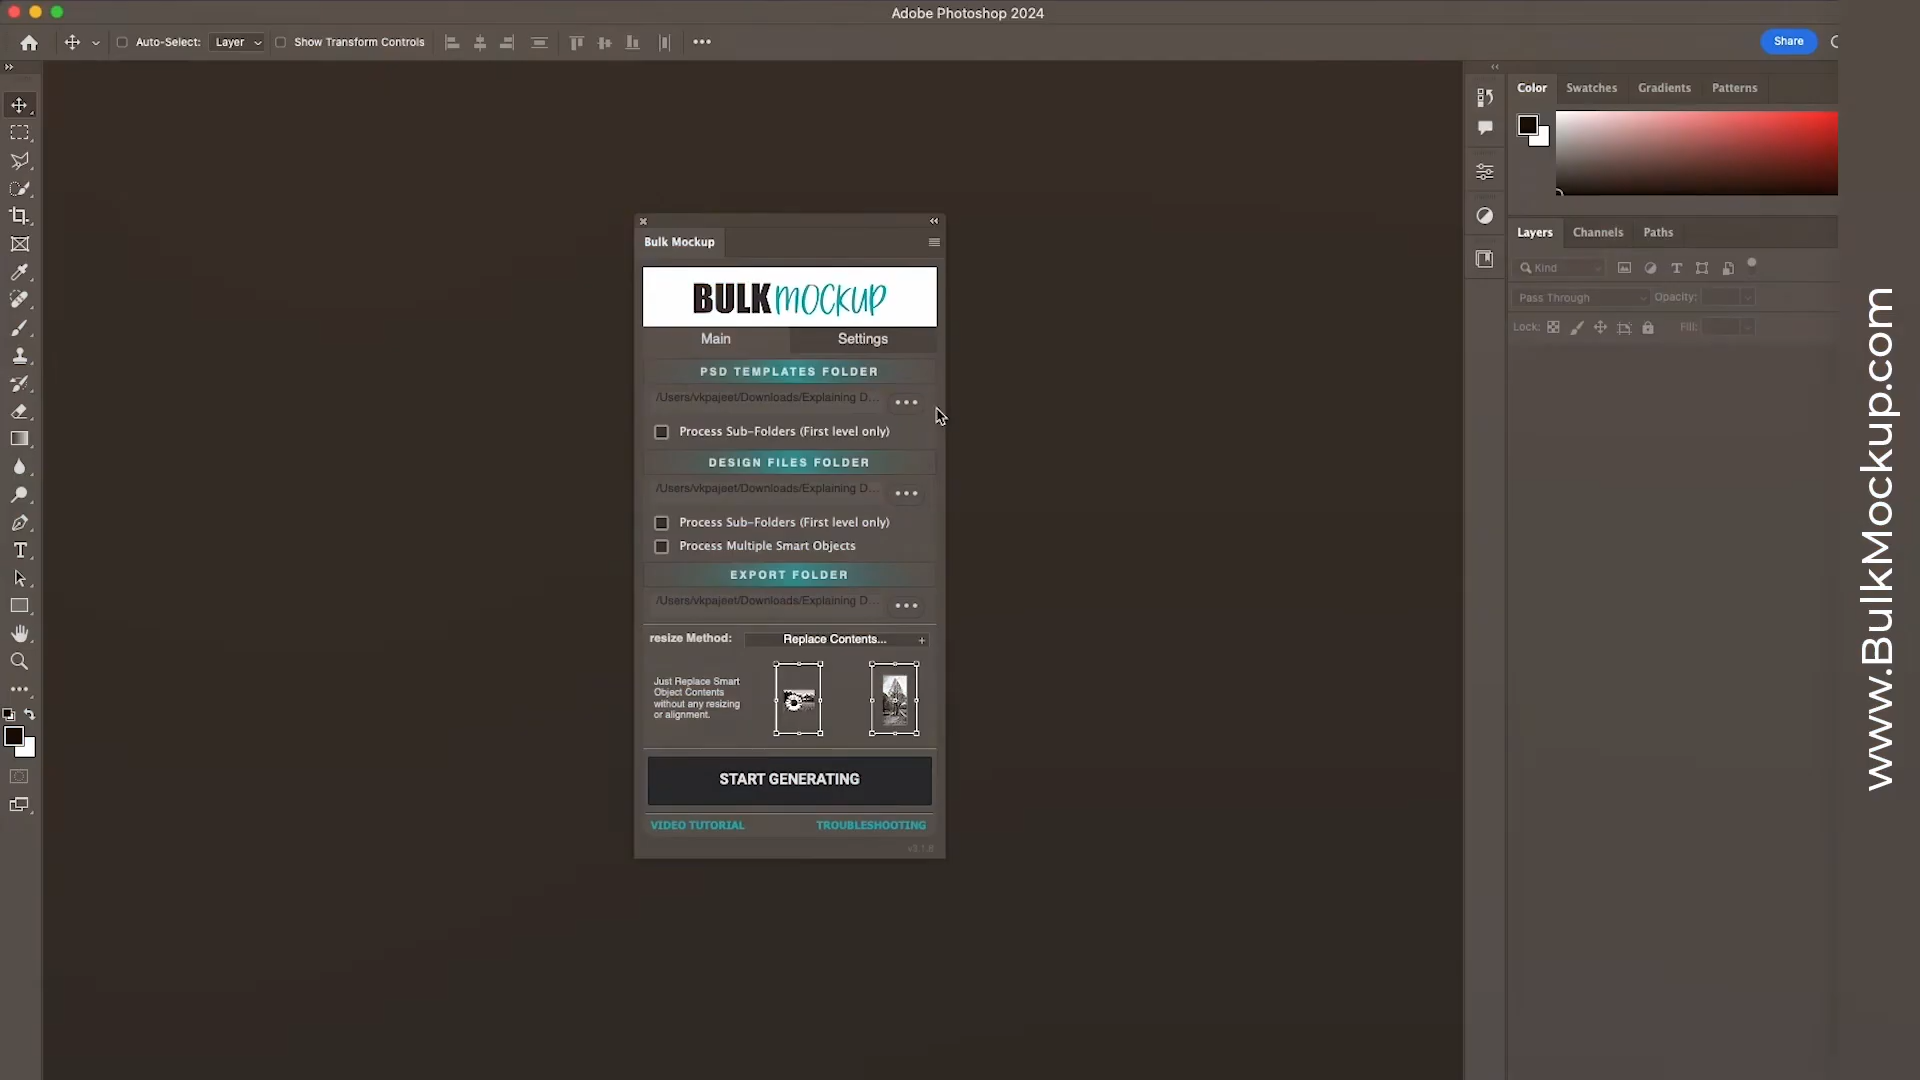 Adobe Photoshop 2024
Auto-Select: Layer Show Transform Controls
Share
Color Swatches Gradients Patterns
Layers Channels Paths
Kind
Pass Through Opacity:
Lock: Fill:
Bulk Mockup
BULK MOCKUP
Main Settings
PSD TEMPLATES FOLDER
/Users/vkpajeet/Downloads/Explaining D...
Process Sub-Folders (First level only)
DESIGN FILES FOLDER
/Users/vkpajeet/Downloads/Explaining D...
Process Sub-Folders (First level only)
Process Multiple Smart Objects
EXPORT FOLDER
/Users/vkpajeet/Downloads/Explaining D...
resize Method: Replace Contents... +
Just Replace Smart
Object Contents
without any resizing
or alignment.
START GENERATING
VIDEO TUTORIAL TROUBLESHOOTING
www.BulkMockup.com